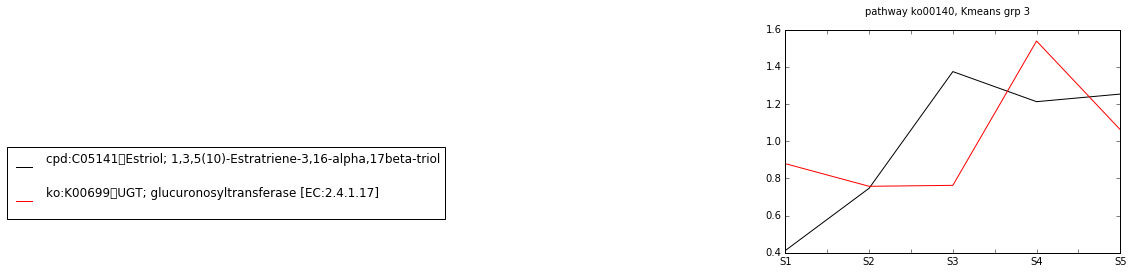 pathway ko00140, Kmeans grp 3
1.6
1.4
1.2
1.0
0.8
0.6
0.4
S1 S2 S3 S4 S5
cpd:C05141▯Estriol; 1,3,5(10)-Estratriene-3,16-alpha,17beta-triol
ko:K00699▯UGT; glucuronosyltransferase [EC:2.4.1.17]